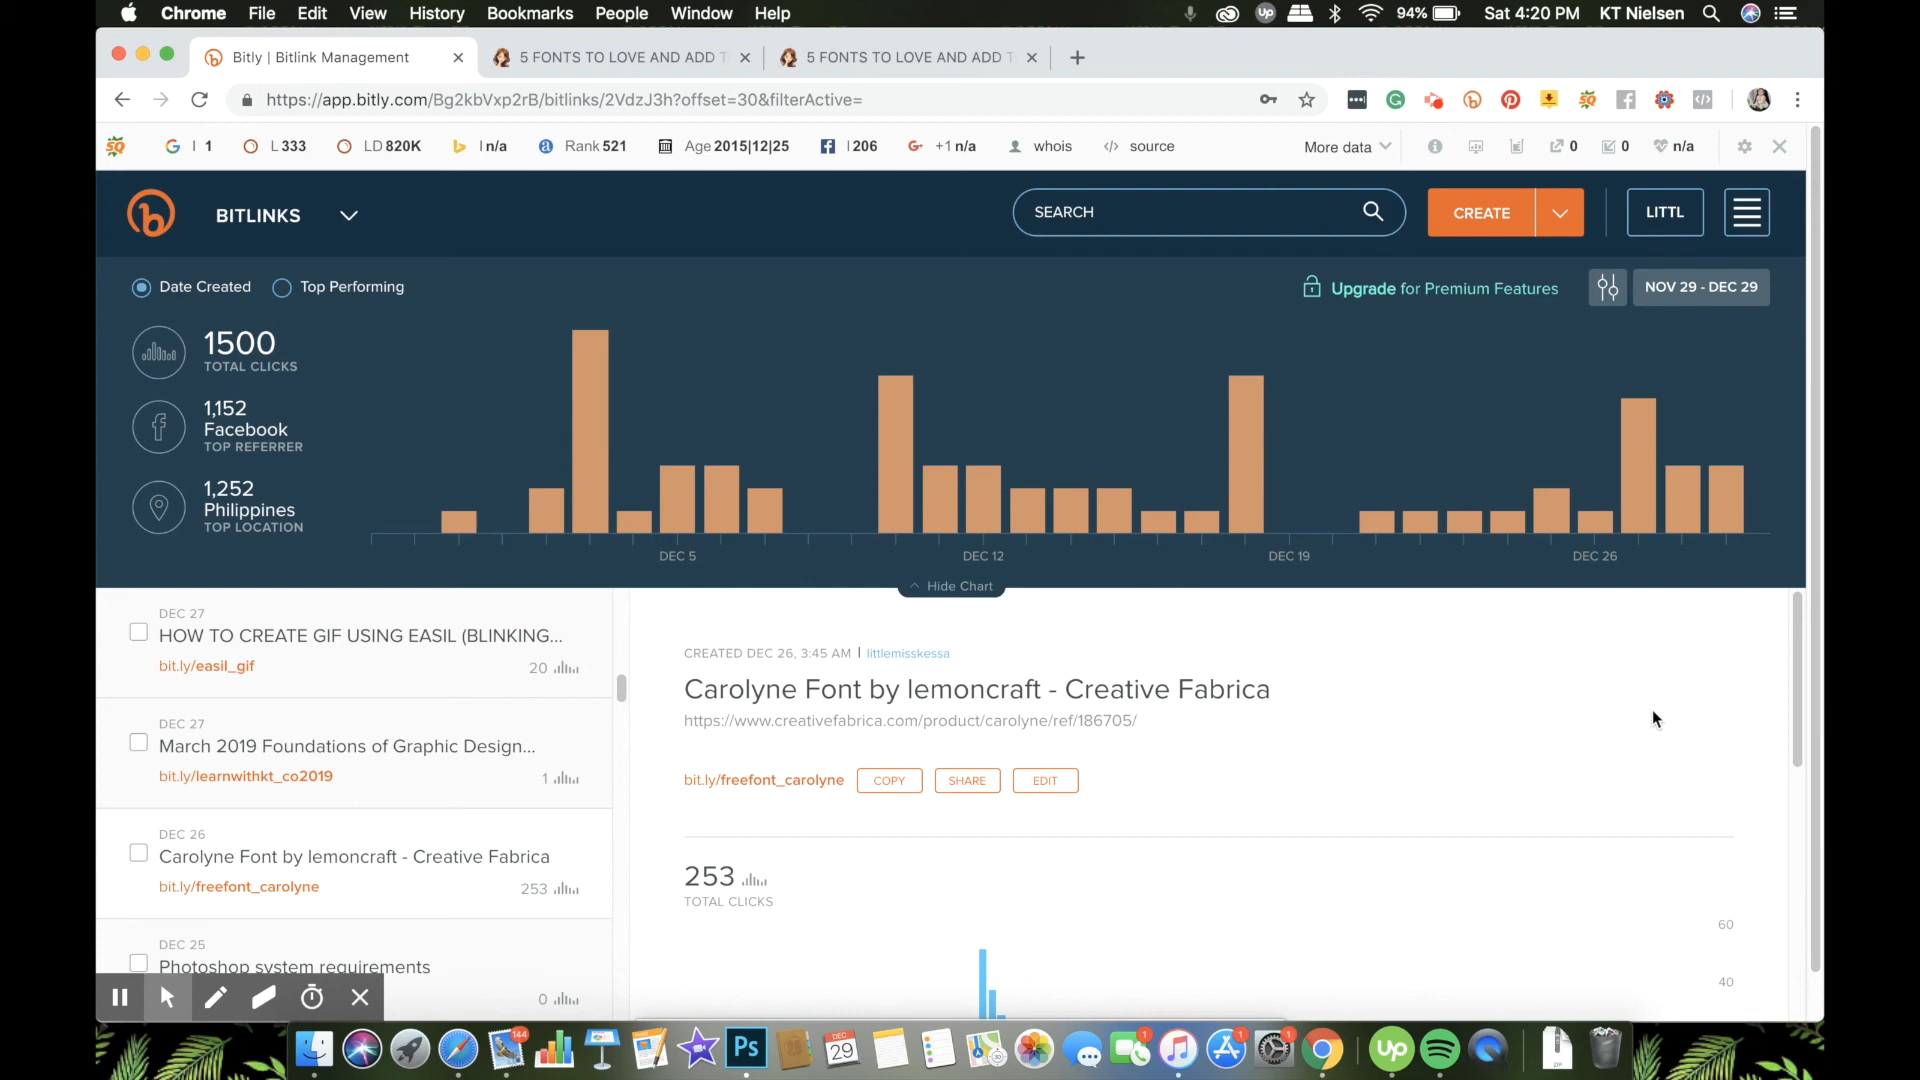 Chrome File Edit View History Bookmarks People Window Help
94% Sat 4:20 PM KT Nielsen
Bitly | Bitlink Management
5 FONTS TO LOVE AND ADD T
5 FONTS TO LOVE AND ADD T
https://app.bitly.com/Bg2kbVxp2rB/bitlinks/2VdzJ3h?offset=30&filterActive=
I 1 L 333 LD 820K I n/a Rank 521 Age 2015|12|25 I 206 +1 n/a whois source More data 0 0 n/a
BITLINKS
SEARCH
CREATE
LITTL
Date Created Top Performing
Upgrade for Premium Features
NOV 29 - DEC 29
1500
TOTAL CLICKS
1,152
Facebook
TOP REFERRER
1,252
Philippines
TOP LOCATION
DEC 5 DEC 12 DEC 19 DEC 26
Hide Chart
DEC 27
HOW TO CREATE GIF USING EASIL (BLINKING...
bit.ly/easil_gif 20
DEC 27
March 2019 Foundations of Graphic Design...
bit.ly/learnwithkt_co2019 1
DEC 26
Carolyne Font by lemoncraft - Creative Fabrica
bit.ly/freefont_carolyne 253
DEC 25
Photoshop system requirements
0
CREATED DEC 26, 3:45 AM | littlemisskessa
Carolyne Font by lemoncraft - Creative Fabrica
https://www.creativefabrica.com/product/carolyne/ref/186705/
bit.ly/freefont_carolyne COPY SHARE EDIT
253
TOTAL CLICKS
60
40
144
Ps
DEC
29
1
1
1
Up